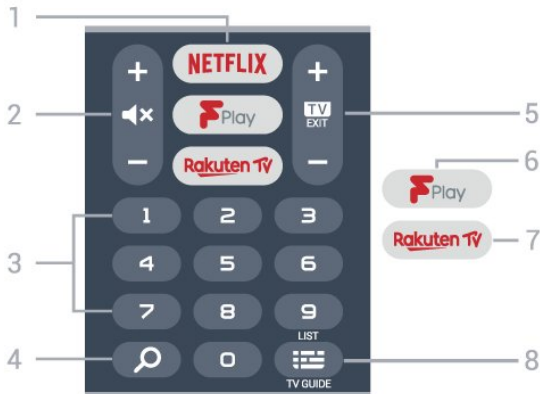 1
NETFLIX
+ +
2
F Play
TV
EXIT
5
- -
Rakuten TV
6
F Play
1 2 3
Rakuten TV
7
3
4 5 6
7 8 9
LIST
4
0
8
TV GUIDE